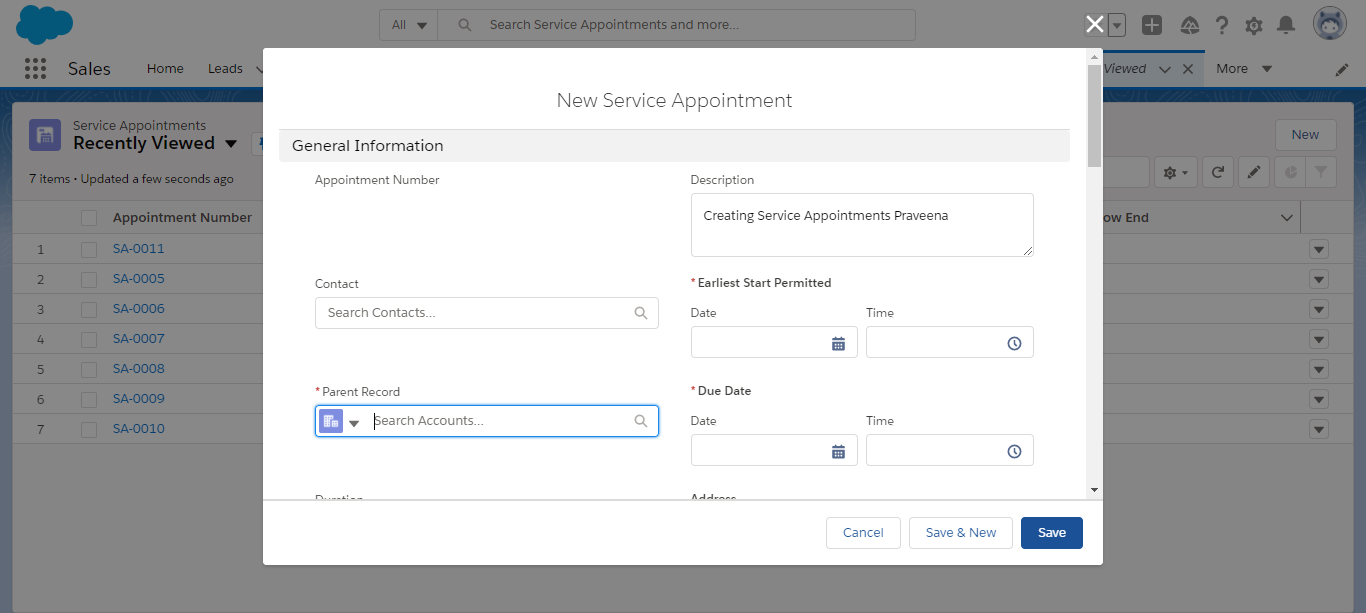 All
Search Service Appointments and more...
Sales
Home
Leads
Viewed
More
Service Appointments
Recently Viewed
New
7 items • Updated a few seconds ago
Appointment Number
ow End
1 SA-0011
2 SA-0005
3 SA-0006
4 SA-0007
5 SA-0008
6 SA-0009
7 SA-0010
New Service Appointment
General Information
Appointment Number
Description
Creating Service Appointments Praveena
Contact
Search Contacts...
* Earliest Start Permitted
Date
Time
* Parent Record
Search Accounts...
* Due Date
Date
Time
Duration
Address
Cancel
Save & New
Save